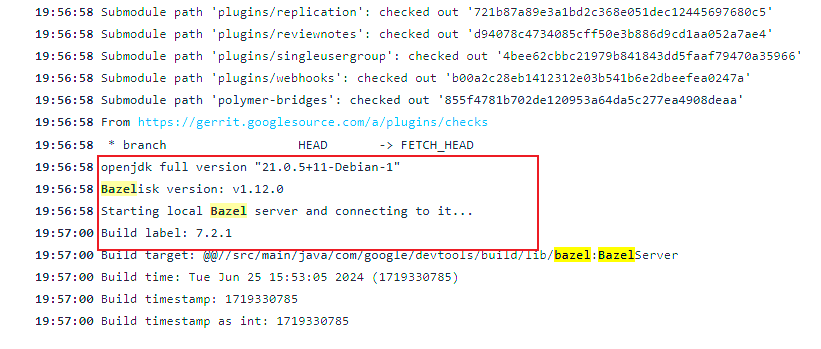 19:56:58 Submodule path 'plugins/replication': checked out '721b87a89e3a1bd2c368e051dec12445697680c5'
19:56:58 Submodule path 'plugins/reviewnotes': checked out 'd94078c4734085cff50e3b886d9cd1aa052a7ae4'
19:56:58 Submodule path 'plugins/singleusergroup': checked out '4bee62cbbc21979b841843dd5faaf79470a35966'
19:56:58 Submodule path 'plugins/webhooks': checked out 'b00a2c28eb1412312e03b541b6e2dbeefea0247a'
19:56:58 Submodule path 'polymer-bridges': checked out '855f4781b702de120953a64da5c277ea4908deaa'
19:56:58 From https://gerrit.googlesource.com/a/plugins/checks
19:56:58  * branch                HEAD       -> FETCH_HEAD
19:56:58 openjdk full version "21.0.5+11-Debian-1"
19:56:58 Bazelisk version: v1.12.0
19:56:58 Starting local Bazel server and connecting to it...
19:57:00 Build label: 7.2.1
19:57:00 Build target: @@//src/main/java/com/google/devtools/build/lib/bazel:BazelServer
19:57:00 Build time: Tue Jun 25 15:53:05 2024 (1719330785)
19:57:00 Build timestamp: 1719330785
19:57:00 Build timestamp as int: 1719330785